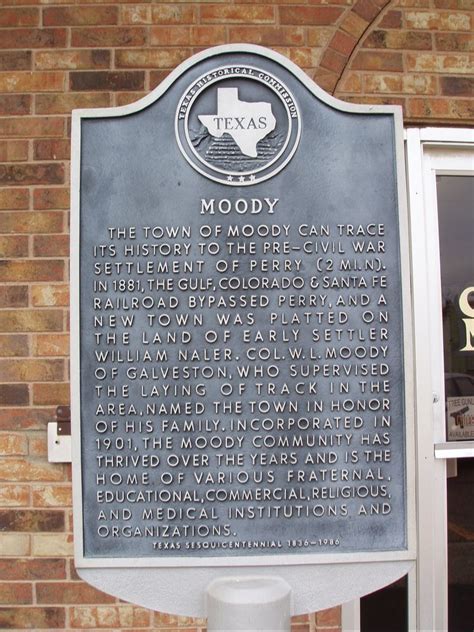 TEXAS HISTORICAL COMMISSION
TEXAS
MOODY
THE TOWN OF MOODY CAN TRACE
ITS HISTORY TO THE PRE-CIVIL WAR
SETTLEMENT OF PERRY (2 MI. N).
IN 1881, THE GULF, COLORADO & SANTA FE
RAILROAD BYPASSED PERRY, AND A
NEW TOWN WAS PLATTED ON
THE LAND OF EARLY SETTLER
WILLIAM NALER. COL. W. L. MOODY
OF GALVESTON, WHO SUPERVISED
THE LAYING OF TRACK IN THE
AREA, NAMED THE TOWN IN HONOR
OF HIS FAMILY. INCORPORATED IN
1901, THE MOODY COMMUNITY HAS
THRIVED OVER THE YEARS AND IS THE
HOME OF VARIOUS FRATERNAL,
EDUCATIONAL, COMMERCIAL, RELIGIOUS,
AND MEDICAL INSTITUTIONS AND
ORGANIZATIONS.
TEXAS SESQUICENTENNIAL 1836-1986